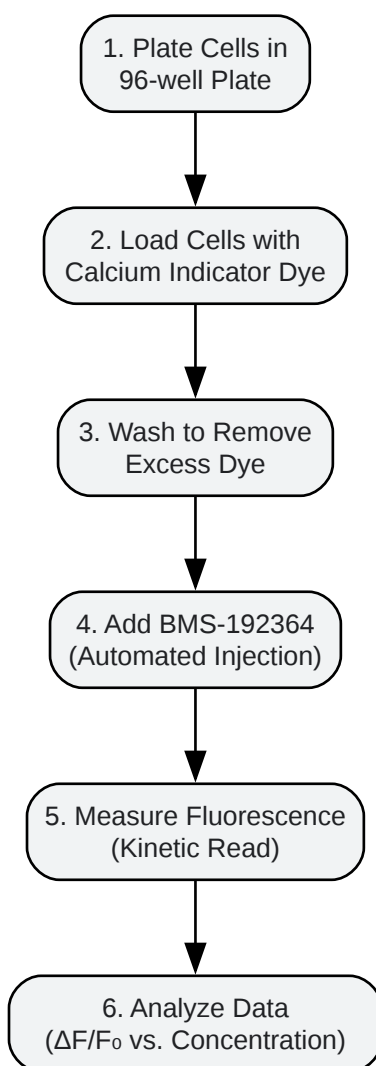 1. Plate Cells in
96-well Plate
2. Load Cells with
Calcium Indicator Dye
3. Wash to Remove
Excess Dye
4. Add BMS-192364
(Automated Injection)
5. Measure Fluorescence
(Kinetic Read)
6. Analyze Data
(ΔF/F₀ vs. Concentration)